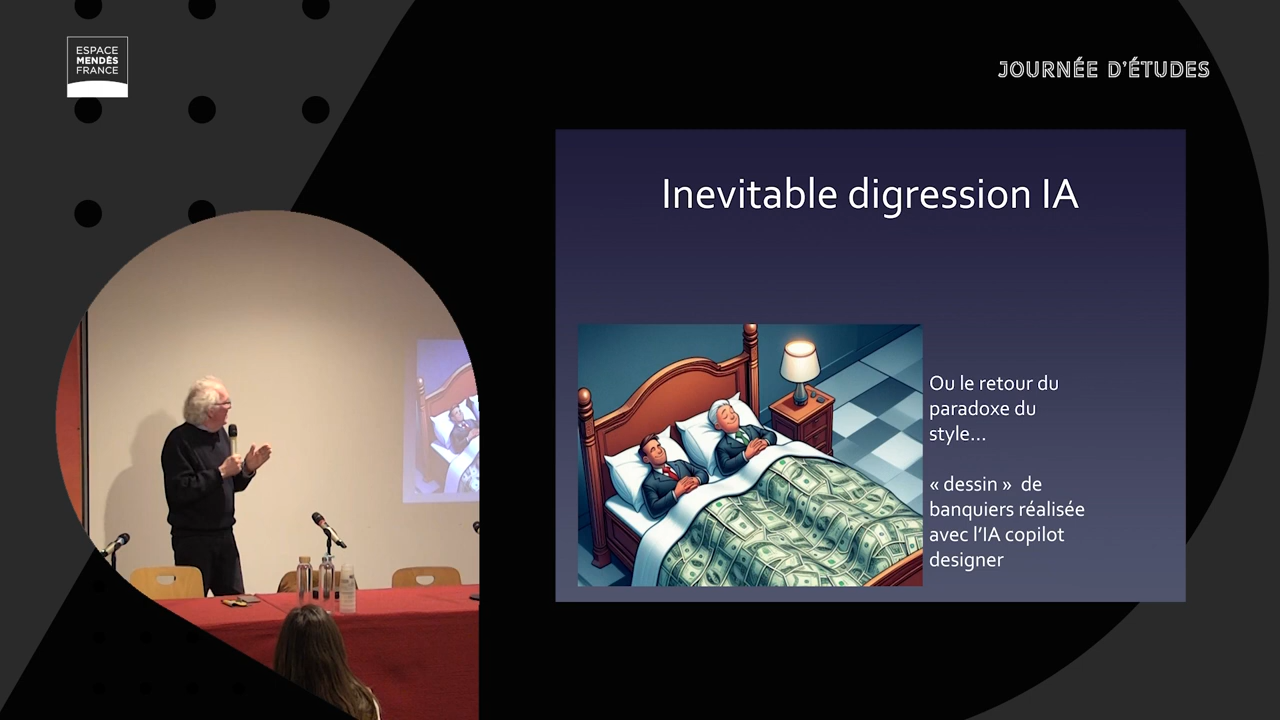 ESPACE
MENDÈS
FRANCE
JOURNÉE D'ÉTUDES
Inevitable digression IA
Ou le retour du
paradoxe du
style...
« dessin »  de
banquiers réalisée
avec l'IA copilot
designer